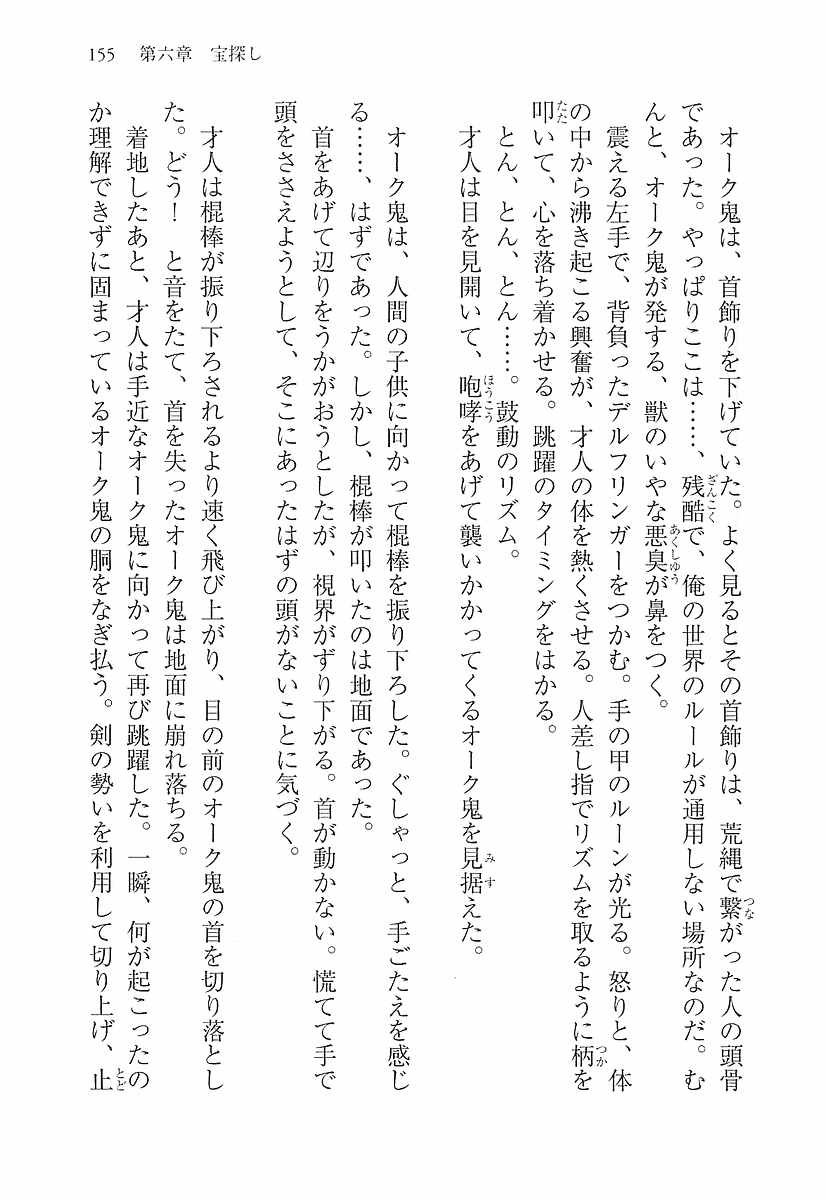 155　第六章　宝探し
オーク鬼は、首飾りを下げていた。よく見るとその首飾りは、荒縄で繋がった人の頭骨
であった。やっぱりここは……、残酷で、俺の世界のルールが通用しない場所なのだ。む
んと、オーク鬼が発する、獣のいやな悪臭が鼻をつく。
震える左手で、背負ったデルフリンガーをつかむ。手の甲のルーンが光る。怒りと、体
の中から沸き起こる興奮が、才人の体を熱くさせる。人差し指でリズムを取るように柄を
叩いて、心を落ち着かせる。跳躍のタイミングをはかる。
とん、とん、とん……。鼓動のリズム。
才人は目を見開いて、咆哮をあげて襲いかかってくるオーク鬼を見据えた。
オーク鬼は、人間の子供に向かって棍棒を振り下ろした。ぐしゃっと、手ごたえを感じ
る……、はずであった。しかし、棍棒が叩いたのは地面であった。
首をあげて辺りをうかがおうとしたが、視界がずり下がる。首が動かない。慌てて手で
頭をささえようとして、そこにあったはずの頭がないことに気づく。
才人は棍棒が振り下ろされるより速く飛び上がり、目の前のオーク鬼の首を切り落とし
た。どう！　と音をたて、首を失ったオーク鬼は地面に崩れ落ちる。
着地したあと、才人は手近なオーク鬼に向かって再び跳躍した。一瞬、何が起こったの
か理解できずに固まっているオーク鬼の胴をなぎ払う。剣の勢いを利用して切り上げ、止